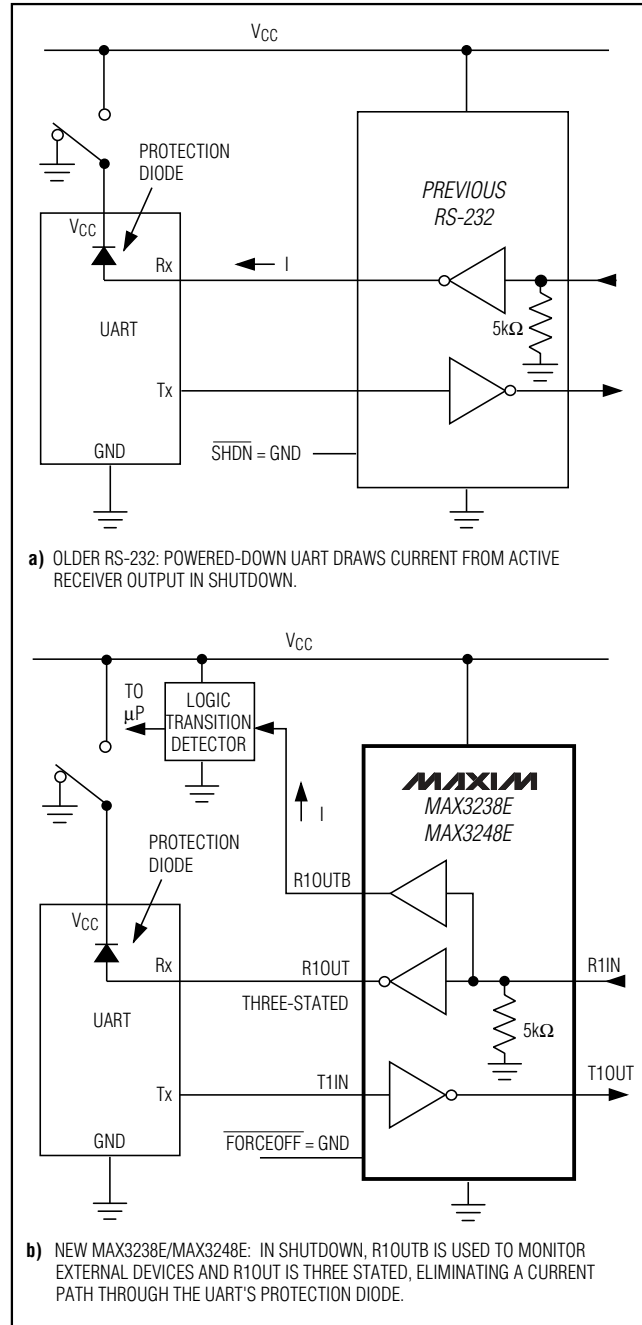 VCC
PROTECTION
DIODE
PREVIOUS
RS-232
VCC
Rx
I
5kΩ
UART
Tx
GND
SHDN = GND
a) OLDER RS-232: POWERED-DOWN UART DRAWS CURRENT FROM ACTIVE
RECEIVER OUTPUT IN SHUTDOWN.
VCC
TO
µP
LOGIC
TRANSITION
DETECTOR
MAXIM
MAX3238E
MAX3248E
I
PROTECTION
DIODE
R1OUTB
VCC
Rx
R1OUT
R1IN
THREE-STATED
5kΩ
UART
Tx
T1IN
T1OUT
GND
FORCEOFF = GND
b) NEW MAX3238E/MAX3248E: IN SHUTDOWN, R1OUTB IS USED TO MONITOR
EXTERNAL DEVICES AND R1OUT IS THREE STATED, ELIMINATING A CURRENT
PATH THROUGH THE UART'S PROTECTION DIODE.